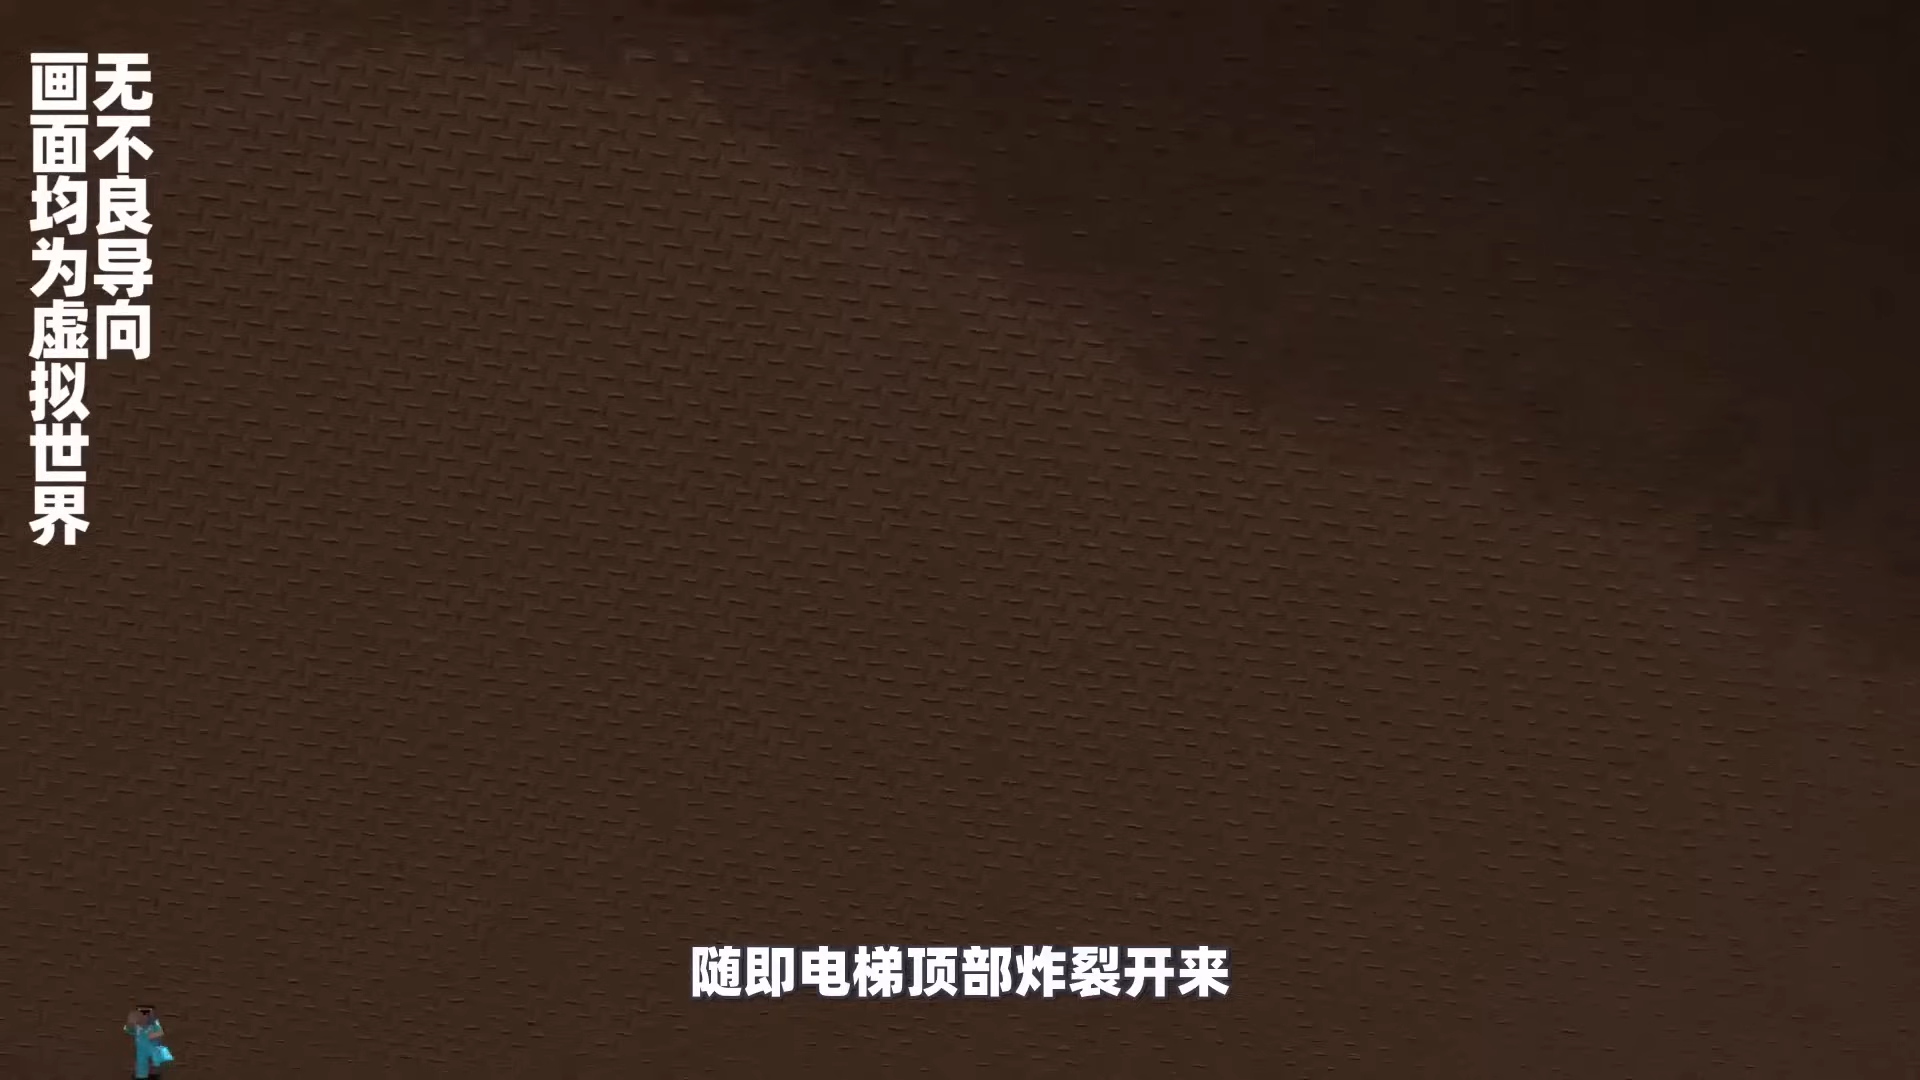 无不良导向
画面均为虚拟世界
随即电梯顶部炸裂开来